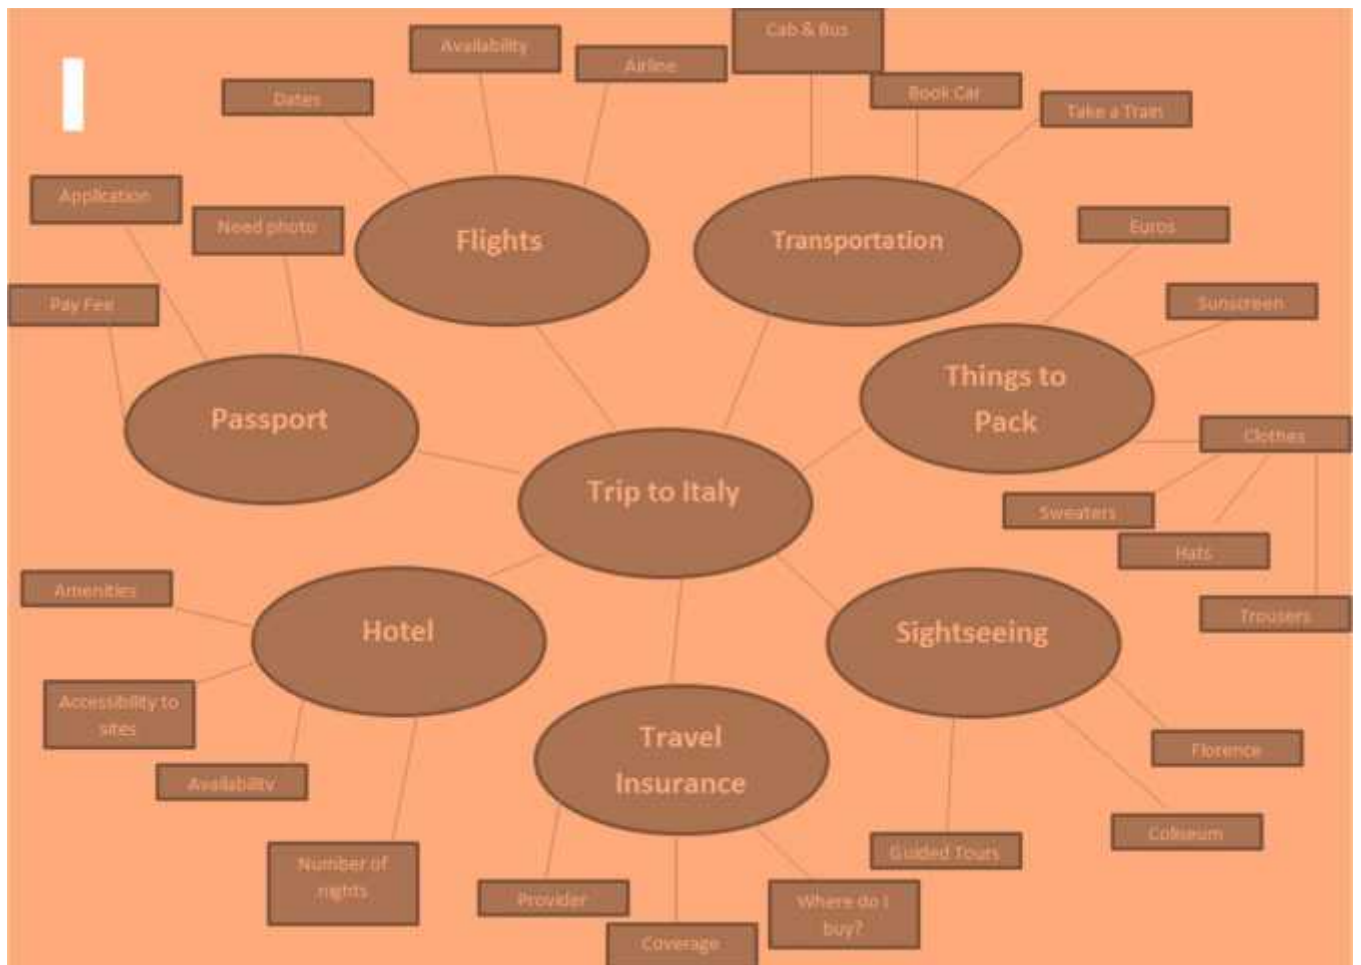 Cab & Bus
Availability
Airline
Dates
Book Car
Take a Train
Application
Need photo
Flights
Transportation
Euros
Pay Fee
Sunscreen
Passport
Things to
Pack
Clothes
Trip to Italy
Sweaters
Hats
Amenities
Trousers
Hotel
Sightseeing
Accessibility to
sites
Travel
Insurance
Florence
Availability
Coliseum
Guided Tours
Number of
nights
Provider
Where do I
buy?
Coverage